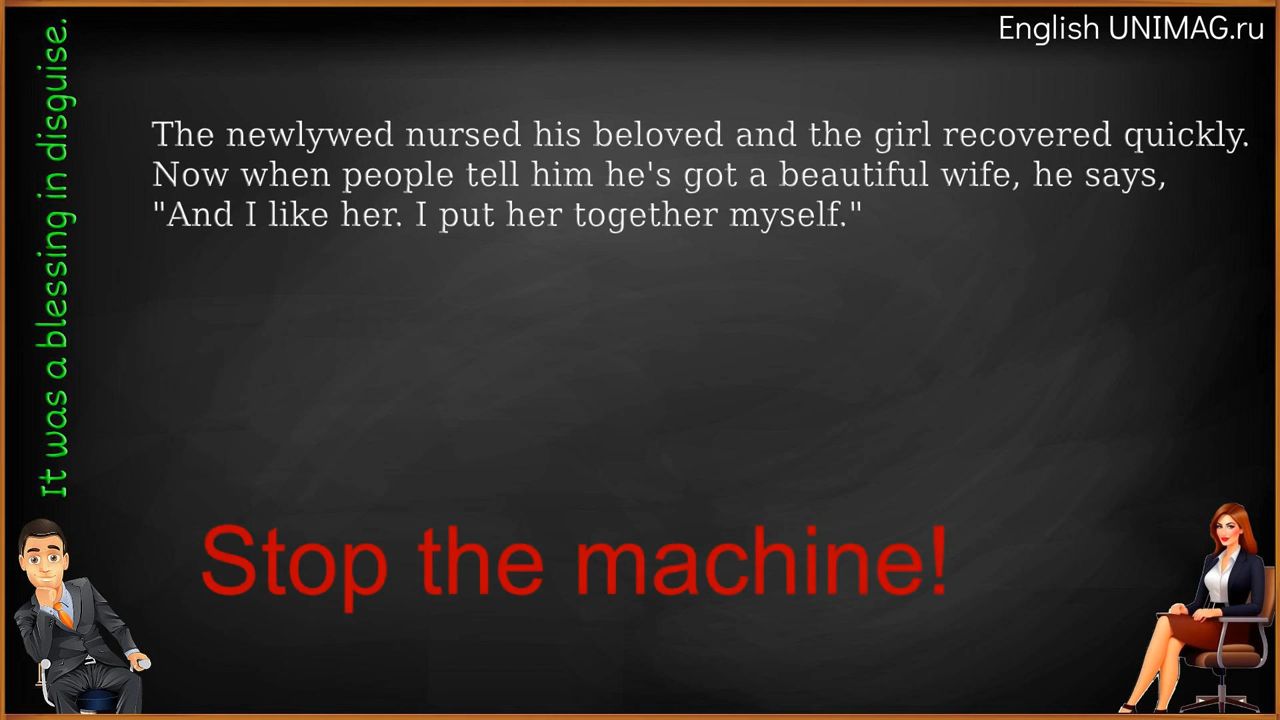 English UNIMAG.ru
It was a blessing in disguise.
The newlywed nursed his beloved and the girl recovered quickly.
Now when people tell him he's got a beautiful wife, he says,
"And I like her. I put her together myself."
Stop the machine!